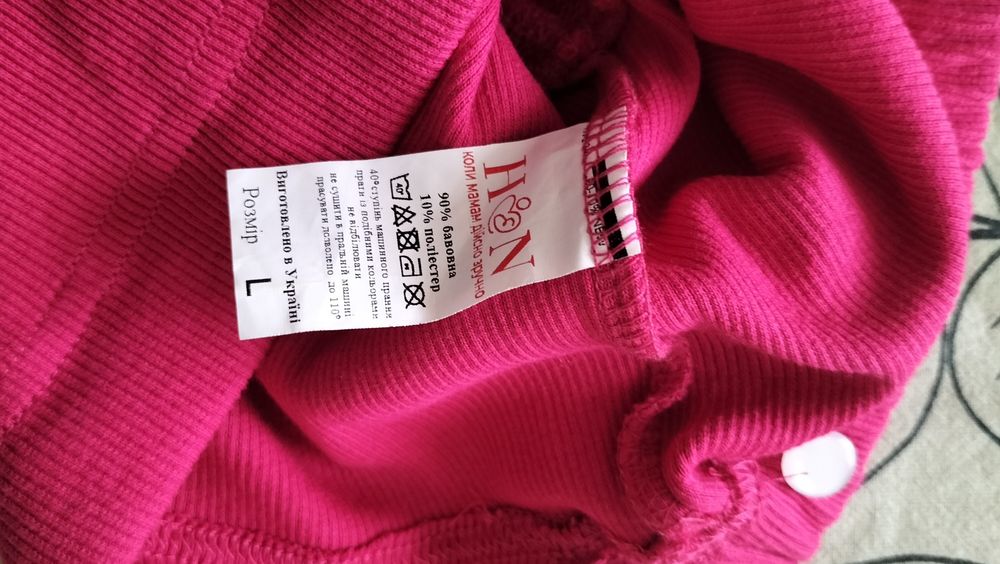 H&N
коли мамам дійсно зручно
90% бавовна
10% поліестер
40°
40°ступінь машинного прання
прати із подібними кольорами
не відбілювати
не сушити в пральній машині
прасувати дозволено до 110°
Виготовлено в Україні
Розмір L